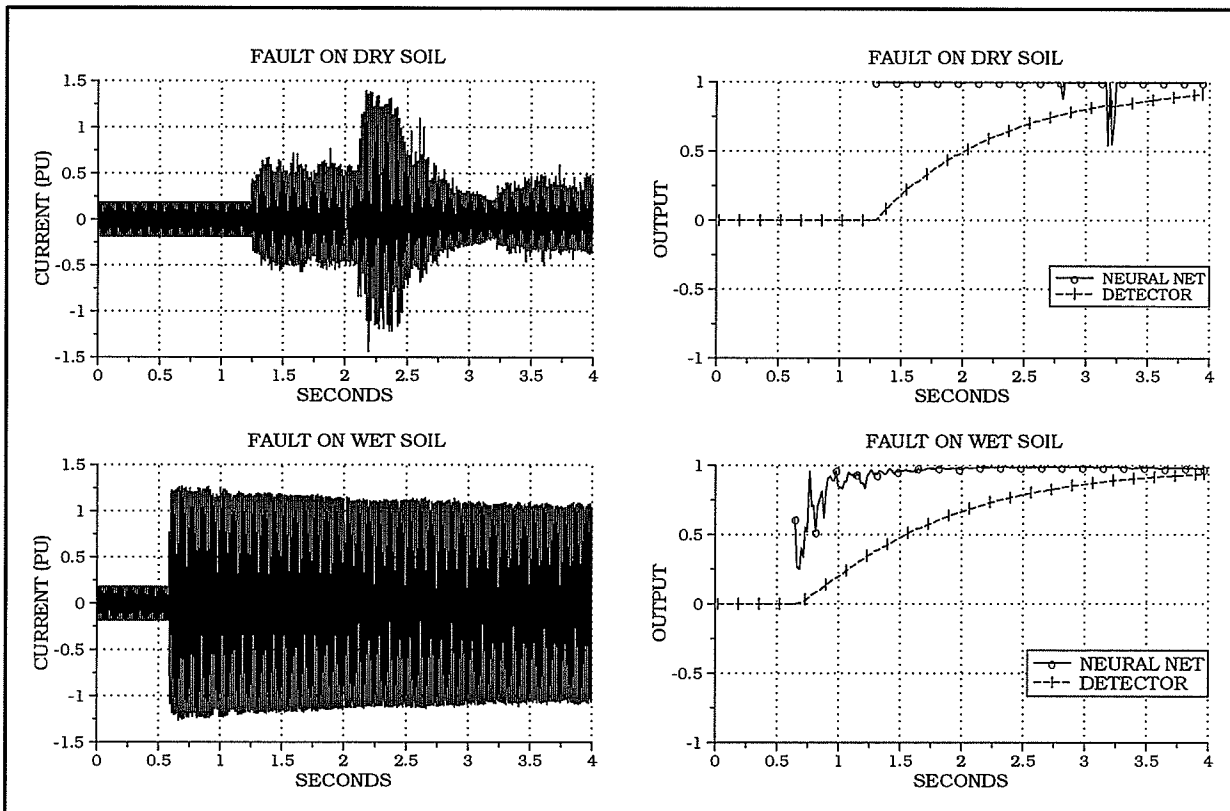 FAULT ON DRY SOIL
CURRENT (PU)
1.5
1
0.5
0
-0.5
-1
-1.5
0 0.5 1 1.5 2 2.5 3 3.5 4
SECONDS
FAULT ON DRY SOIL
OUTPUT
1
0.5
0
-0.5
-1
NEURAL NET
DETECTOR
0 0.5 1 1.5 2 2.5 3 3.5 4
SECONDS
FAULT ON WET SOIL
CURRENT (PU)
1.5
1
0.5
0
-0.5
-1
-1.5
0 0.5 1 1.5 2 2.5 3 3.5 4
SECONDS
FAULT ON WET SOIL
OUTPUT
1
0.5
0
-0.5
-1
NEURAL NET
DETECTOR
0 0.5 1 1.5 2 2.5 3 3.5 4
SECONDS